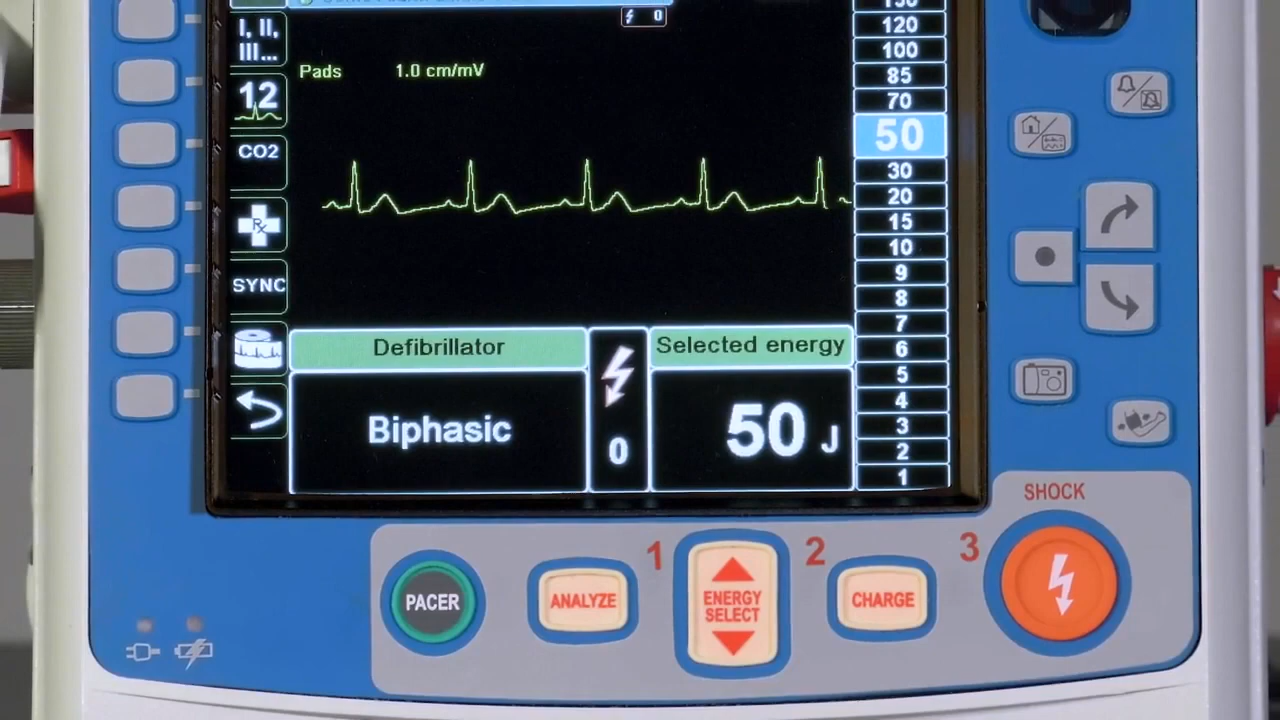 I, II,
III...
0
Pads 1.0 cm/mV
12
CO2
Rx
SYNC
120
100
85
70
50
30
20
15
10
9
8
7
6
5
4
3
2
1
Defibrillator
Biphasic
0
Selected energy
50 J
SHOCK
1
2
3
PACER
ANALYZE
ENERGY
SELECT
CHARGE